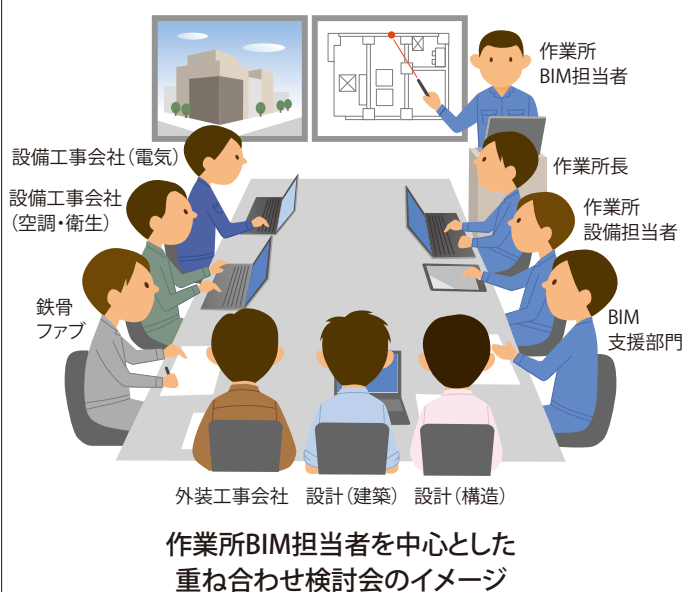 作業所
BIM担当者
設備工事会社（電気）
作業所長
設備工事会社
（空調・衛生）
作業所
設備担当者
鉄骨
ファブ
BIM
支援部門
外装工事会社
設計（建築）
設計（構造）
作業所BIM担当者を中心とした
重ね合わせ検討会のイメージ